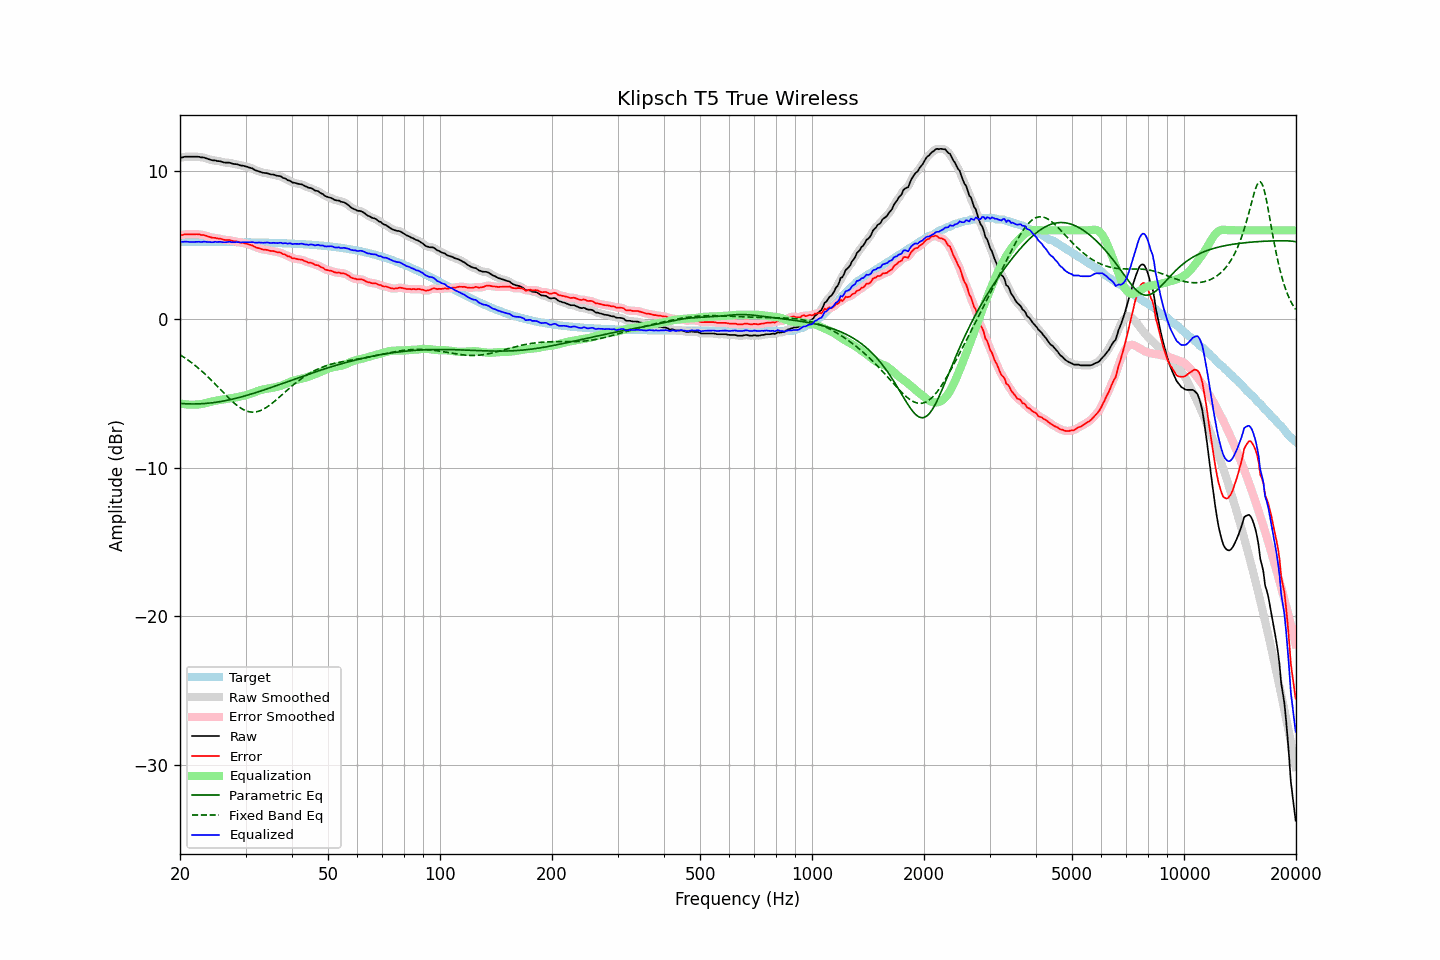 Klipsch T5 True Wireless
Amplitude (dBr)
10
0
−10
−20
−30
Target
Raw Smoothed
Error Smoothed
Raw
Error
Equalization
Parametric Eq
Fixed Band Eq
Equalized
20 50 100 200 500 1000 2000 5000 10000 20000
Frequency (Hz)